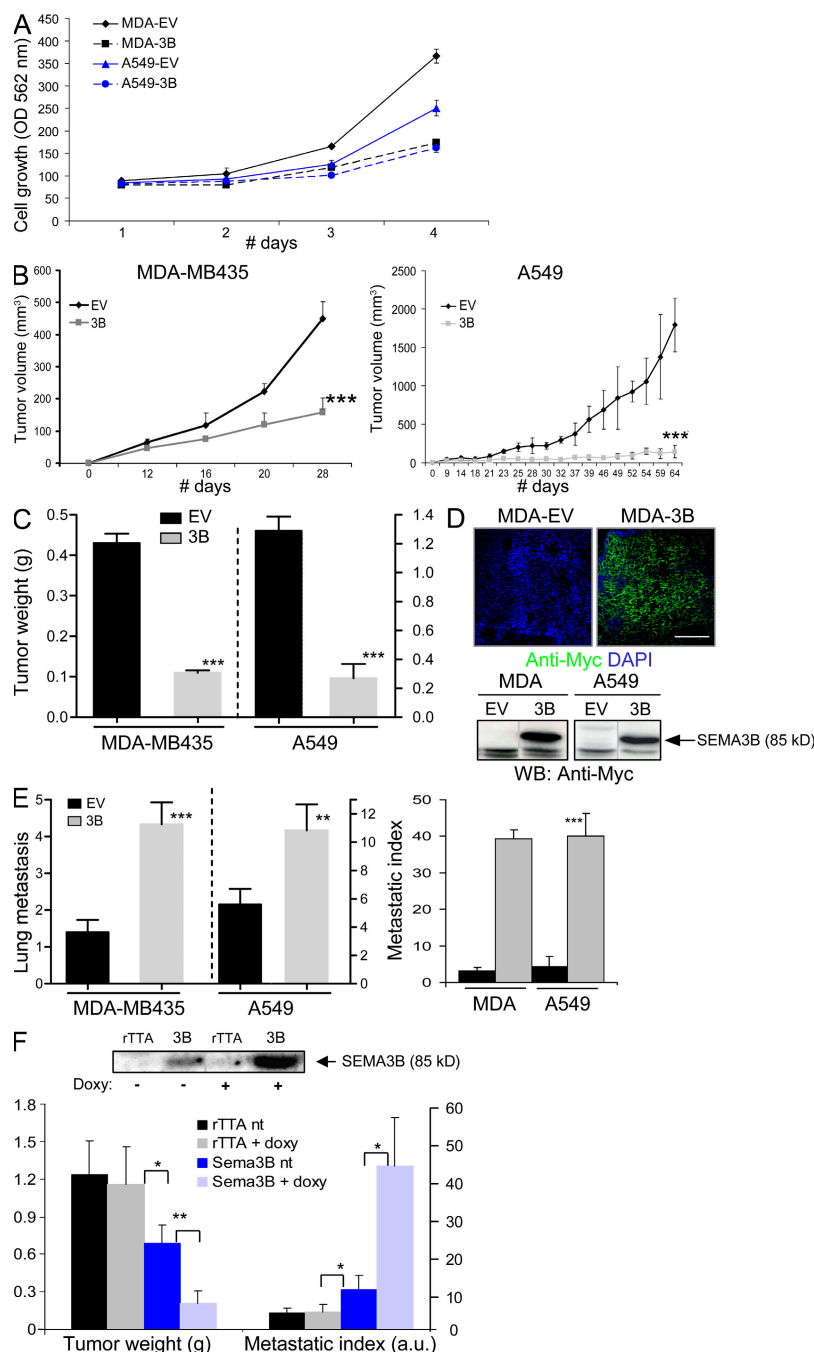 A
MDA-EV
MDA-3B
A549-EV
A549-3B
Cell growth (OD 562 nm)
450
400
350
300
250
200
150
100
50
0
1 2 3 4
# days
B
MDA-MB435
EV
3B
Tumor volume (mm³)
600
500
400
300
200
100
0
0 12 16 20 28
***
# days
A549
EV
3B
Tumor volume (mm³)
2500
2000
1500
1000
500
0
0 9 14 18 21 23 25 28 30 32 37 39 46 49 52 54 59 64
***
# days
C
EV
3B
Tumor weight (g)
0.5
0.4
0.3
0.2
0.1
0.0
1.4
1.2
1.0
0.8
0.6
0.4
0.2
0.0
*** ***
MDA-MB435 A549
D
MDA-EV MDA-3B
Anti-Myc DAPI
MDA A549
EV 3B EV 3B
SEMA3B (85 kD)
WB: Anti-Myc
E
EV
3B
Lung metastasis
5
4
3
2
1
0
12
10
8
6
4
2
0
*** **
MDA-MB435 A549
Metastatic index
50
40
30
20
10
0
***
MDA A549
F
rTTA 3B rTTA 3B
SEMA3B (85 kD)
Doxy: - - + +
rTTA nt
rTTA + doxy
Sema3B nt
Sema3B + doxy
1.8
1.5
1.2
0.9
0.6
0.3
0
60
50
40
30
20
10
0
* ** * *
Tumor weight (g) Metastatic index (a.u.)